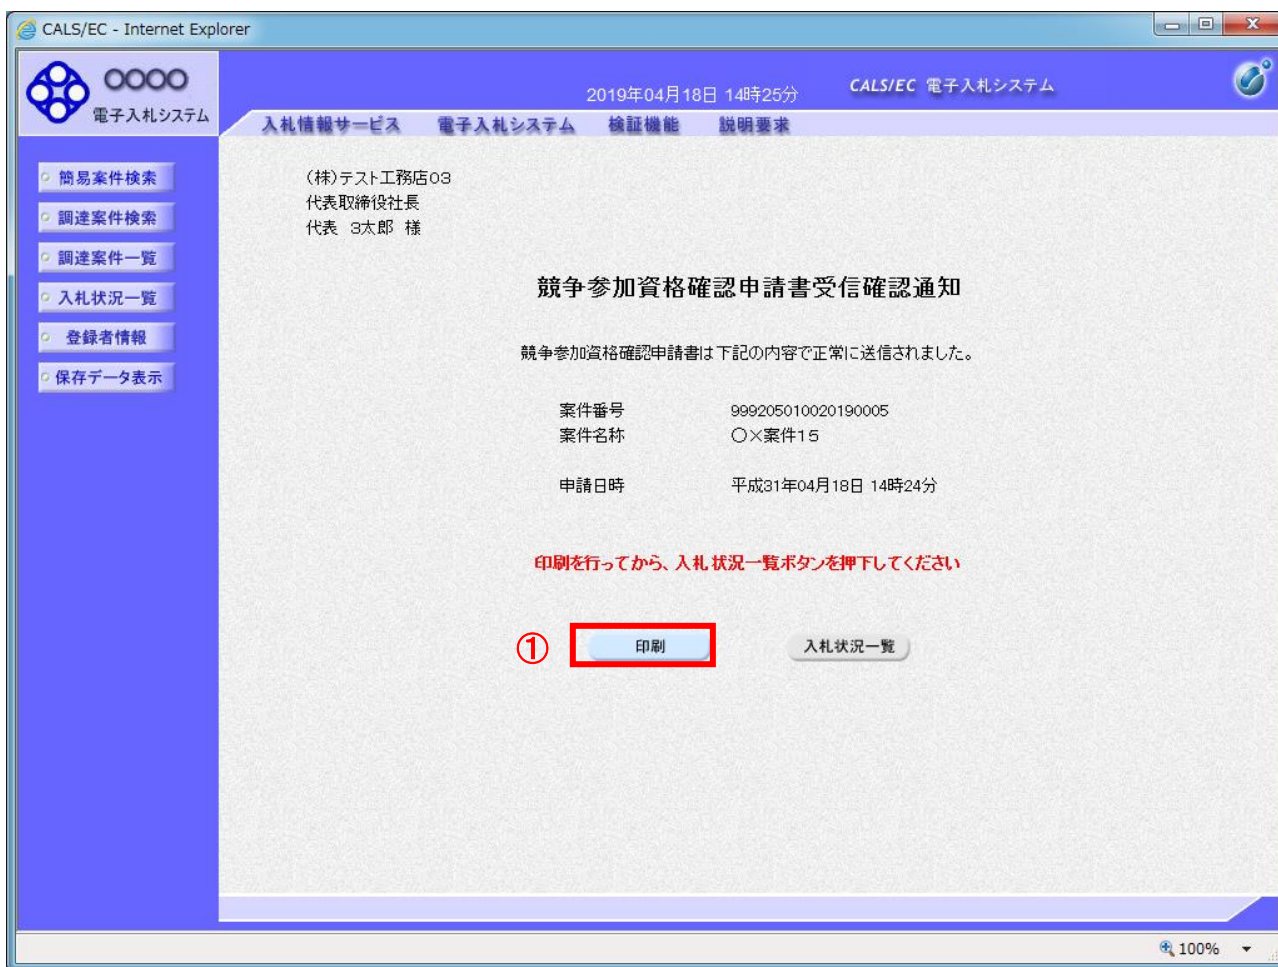 CALS/EC - Internet Explorer
〇〇〇〇
電子入札システム
2019年04月18日 14時25分
CALS/EC 電子入札システム
入札情報サービス 電子入札システム 検証機能 説明要求
簡易案件検索
調達案件検索
調達案件一覧
入札状況一覧
登録者情報
保存データ表示
(株)テスト工務店03
代表取締役社長
代表 3太郎 様
競争参加資格確認申請書受信確認通知
競争参加資格確認申請書は下記の内容で正常に送信されました。
案件番号 999205010020190005
案件名称 〇×案件15
申請日時 平成31年04月18日 14時24分
印刷を行ってから、入札状況一覧ボタンを押下してください
① 印刷 入札状況一覧
100%